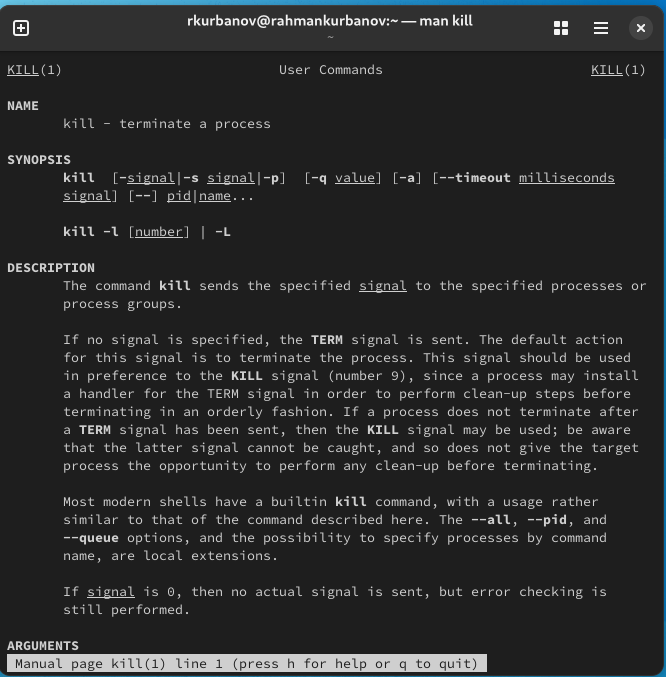 rkurbanov@rahmankurbanov:~ — man kill
~
KILL(1) User Commands KILL(1)
NAME
kill - terminate a process
SYNOPSIS
kill [-signal|-s signal|-p] [-q value] [-a] [--timeout milliseconds
signal] [--] pid|name...
kill -l [number] | -L
DESCRIPTION
The command kill sends the specified signal to the specified processes or
process groups.
If no signal is specified, the TERM signal is sent. The default action
for this signal is to terminate the process. This signal should be used
in preference to the KILL signal (number 9), since a process may install
a handler for the TERM signal in order to perform clean-up steps before
terminating in an orderly fashion. If a process does not terminate after
a TERM signal has been sent, then the KILL signal may be used; be aware
that the latter signal cannot be caught, and so does not give the target
process the opportunity to perform any clean-up before terminating.
Most modern shells have a builtin kill command, with a usage rather
similar to that of the command described here. The --all, --pid, and
--queue options, and the possibility to specify processes by command
name, are local extensions.
If signal is 0, then no actual signal is sent, but error checking is
still performed.
ARGUMENTS
Manual page kill(1) line 1 (press h for help or q to quit)